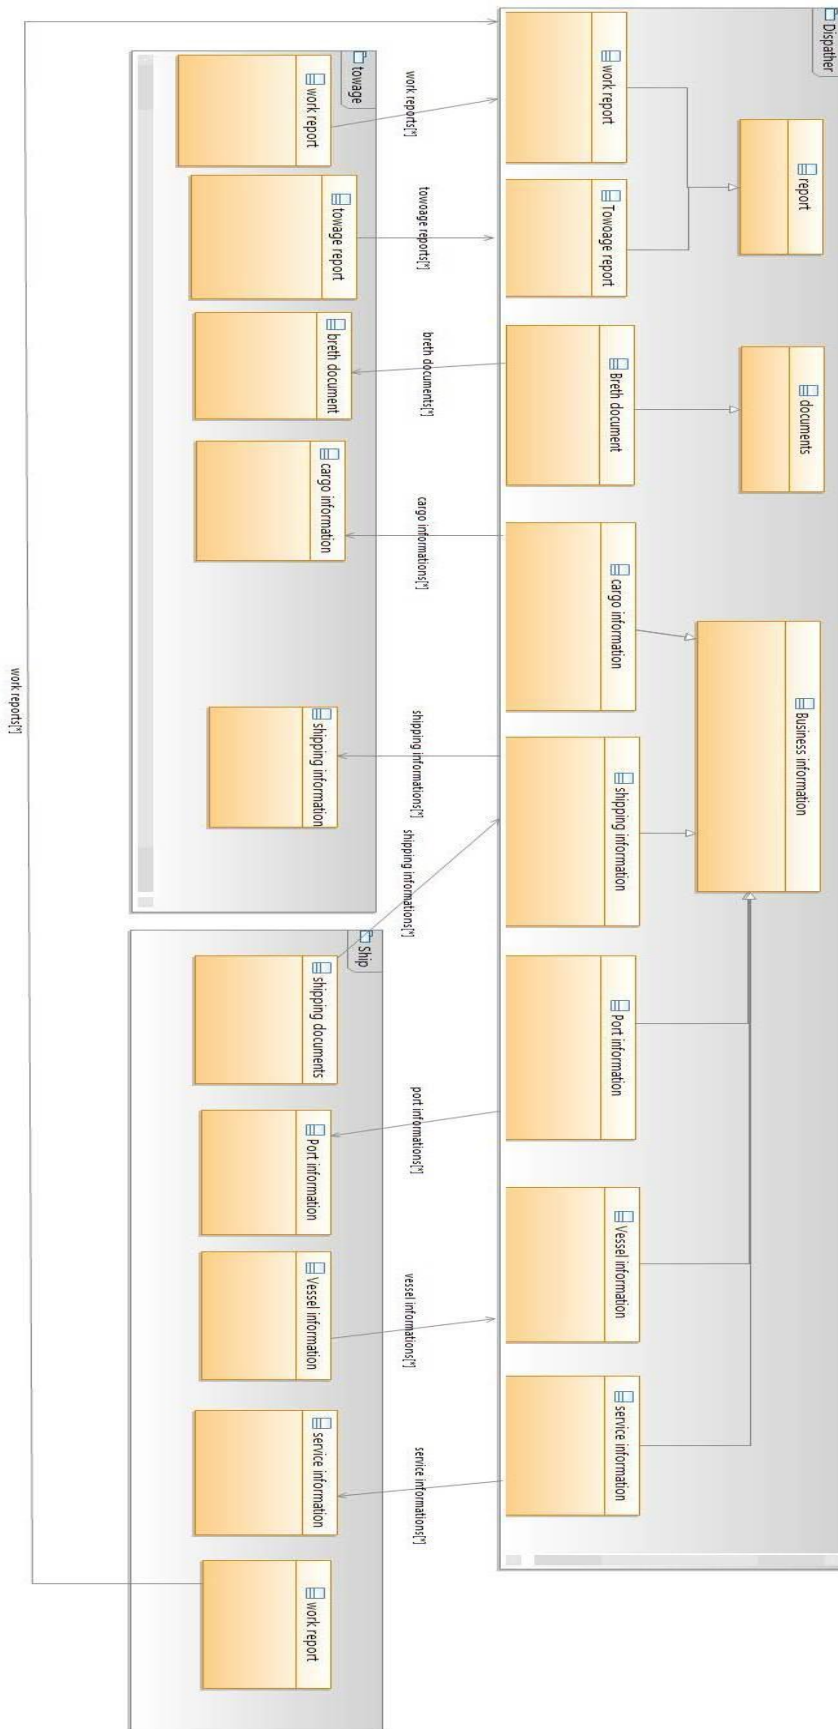 Dispather
report
documents
Business information
work report
Towoage report
Breth document
cargo information
shipping information
Port information
Vessel information
service information
work reports[*]
towoage reports[*]
breth documents[*]
cargo informations[*]
shipping informations[*]
shipping informations[*]
port informations[*]
vessel informations[*]
service informations[*]
towage
work report
towage report
breth document
cargo information
shipping information
Ship
shipping documents
Port information
Vessel information
service information
work report
work reports[*]